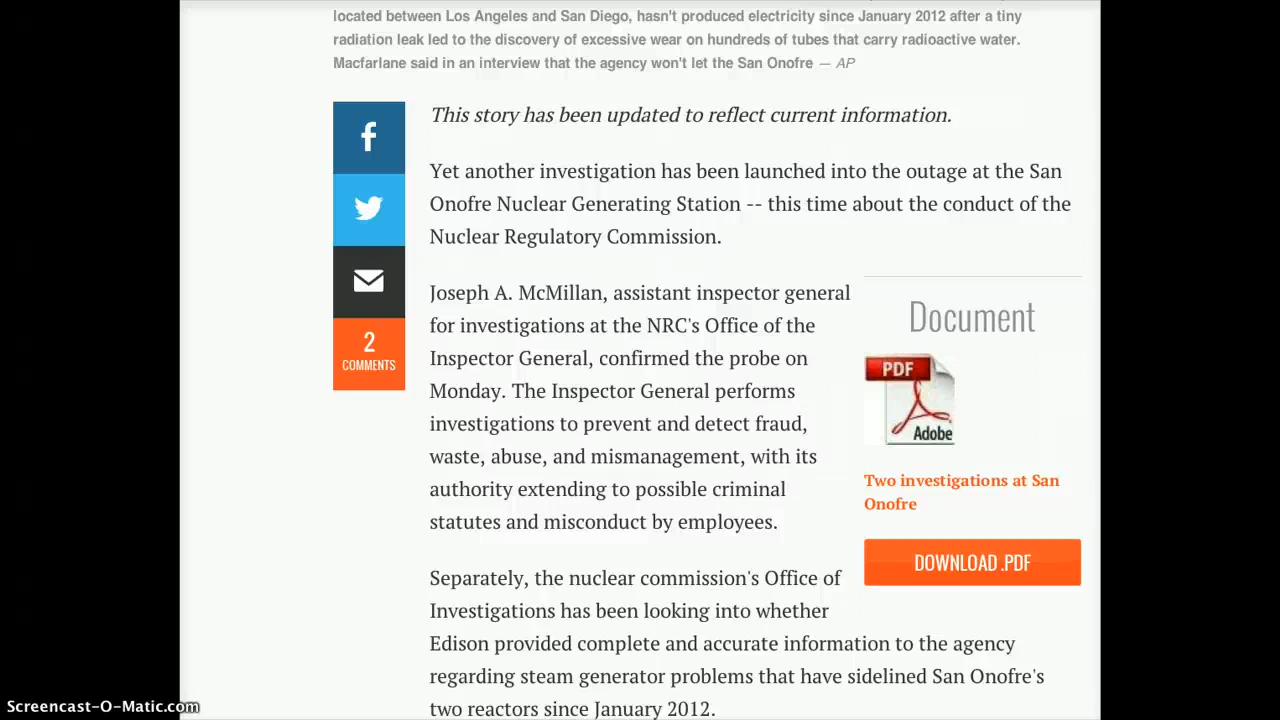 located between Los Angeles and San Diego, hasn't produced electricity since January 2012 after a tiny
radiation leak led to the discovery of excessive wear on hundreds of tubes that carry radioactive water.
Macfarlane said in an interview that the agency won't let the San Onofre — AP
f
This story has been updated to reflect current information.
Yet another investigation has been launched into the outage at the San
Onofre Nuclear Generating Station -- this time about the conduct of the
Nuclear Regulatory Commission.
2
COMMENTS
Joseph A. McMillan, assistant inspector general
for investigations at the NRC's Office of the
Inspector General, confirmed the probe on
Monday. The Inspector General performs
investigations to prevent and detect fraud,
waste, abuse, and mismanagement, with its
authority extending to possible criminal
statutes and misconduct by employees.
Document
PDF
Adobe
Two investigations at San
Onofre
DOWNLOAD .PDF
Separately, the nuclear commission's Office of
Investigations has been looking into whether
Edison provided complete and accurate information to the agency
regarding steam generator problems that have sidelined San Onofre's
two reactors since January 2012.
Screencast-O-Matic.com